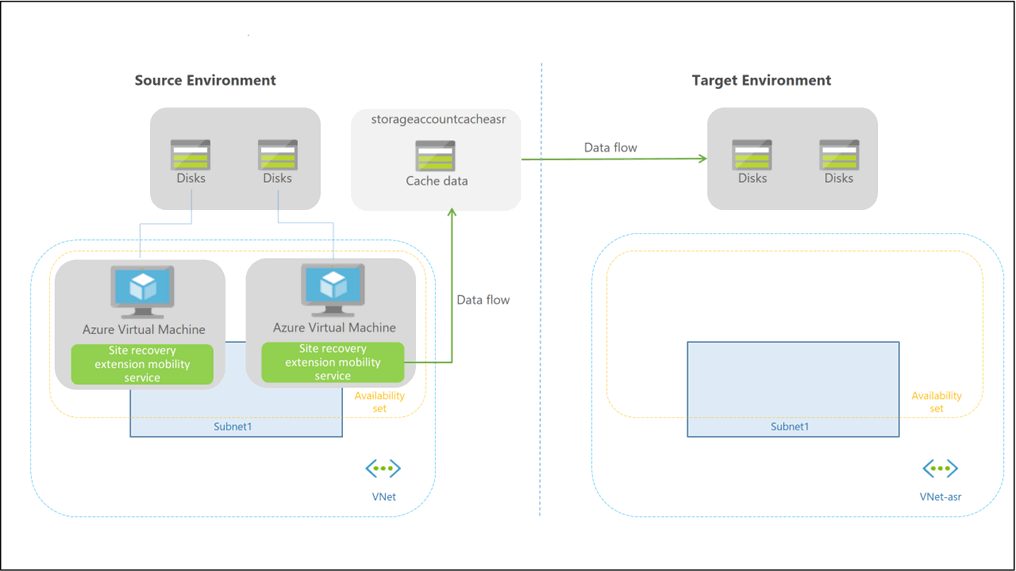 Source Environment
Target Environment
storageaccountcacheasr
Disks
Disks
Cache data
Data flow
Disks
Disks
Data flow
Azure Virtual Machine
Site recovery
extension mobility
service
Azure Virtual Machine
Site recovery
extension mobility
service
Availability
set
Subnet1
VNet
Availability
set
Subnet1
VNet-asr